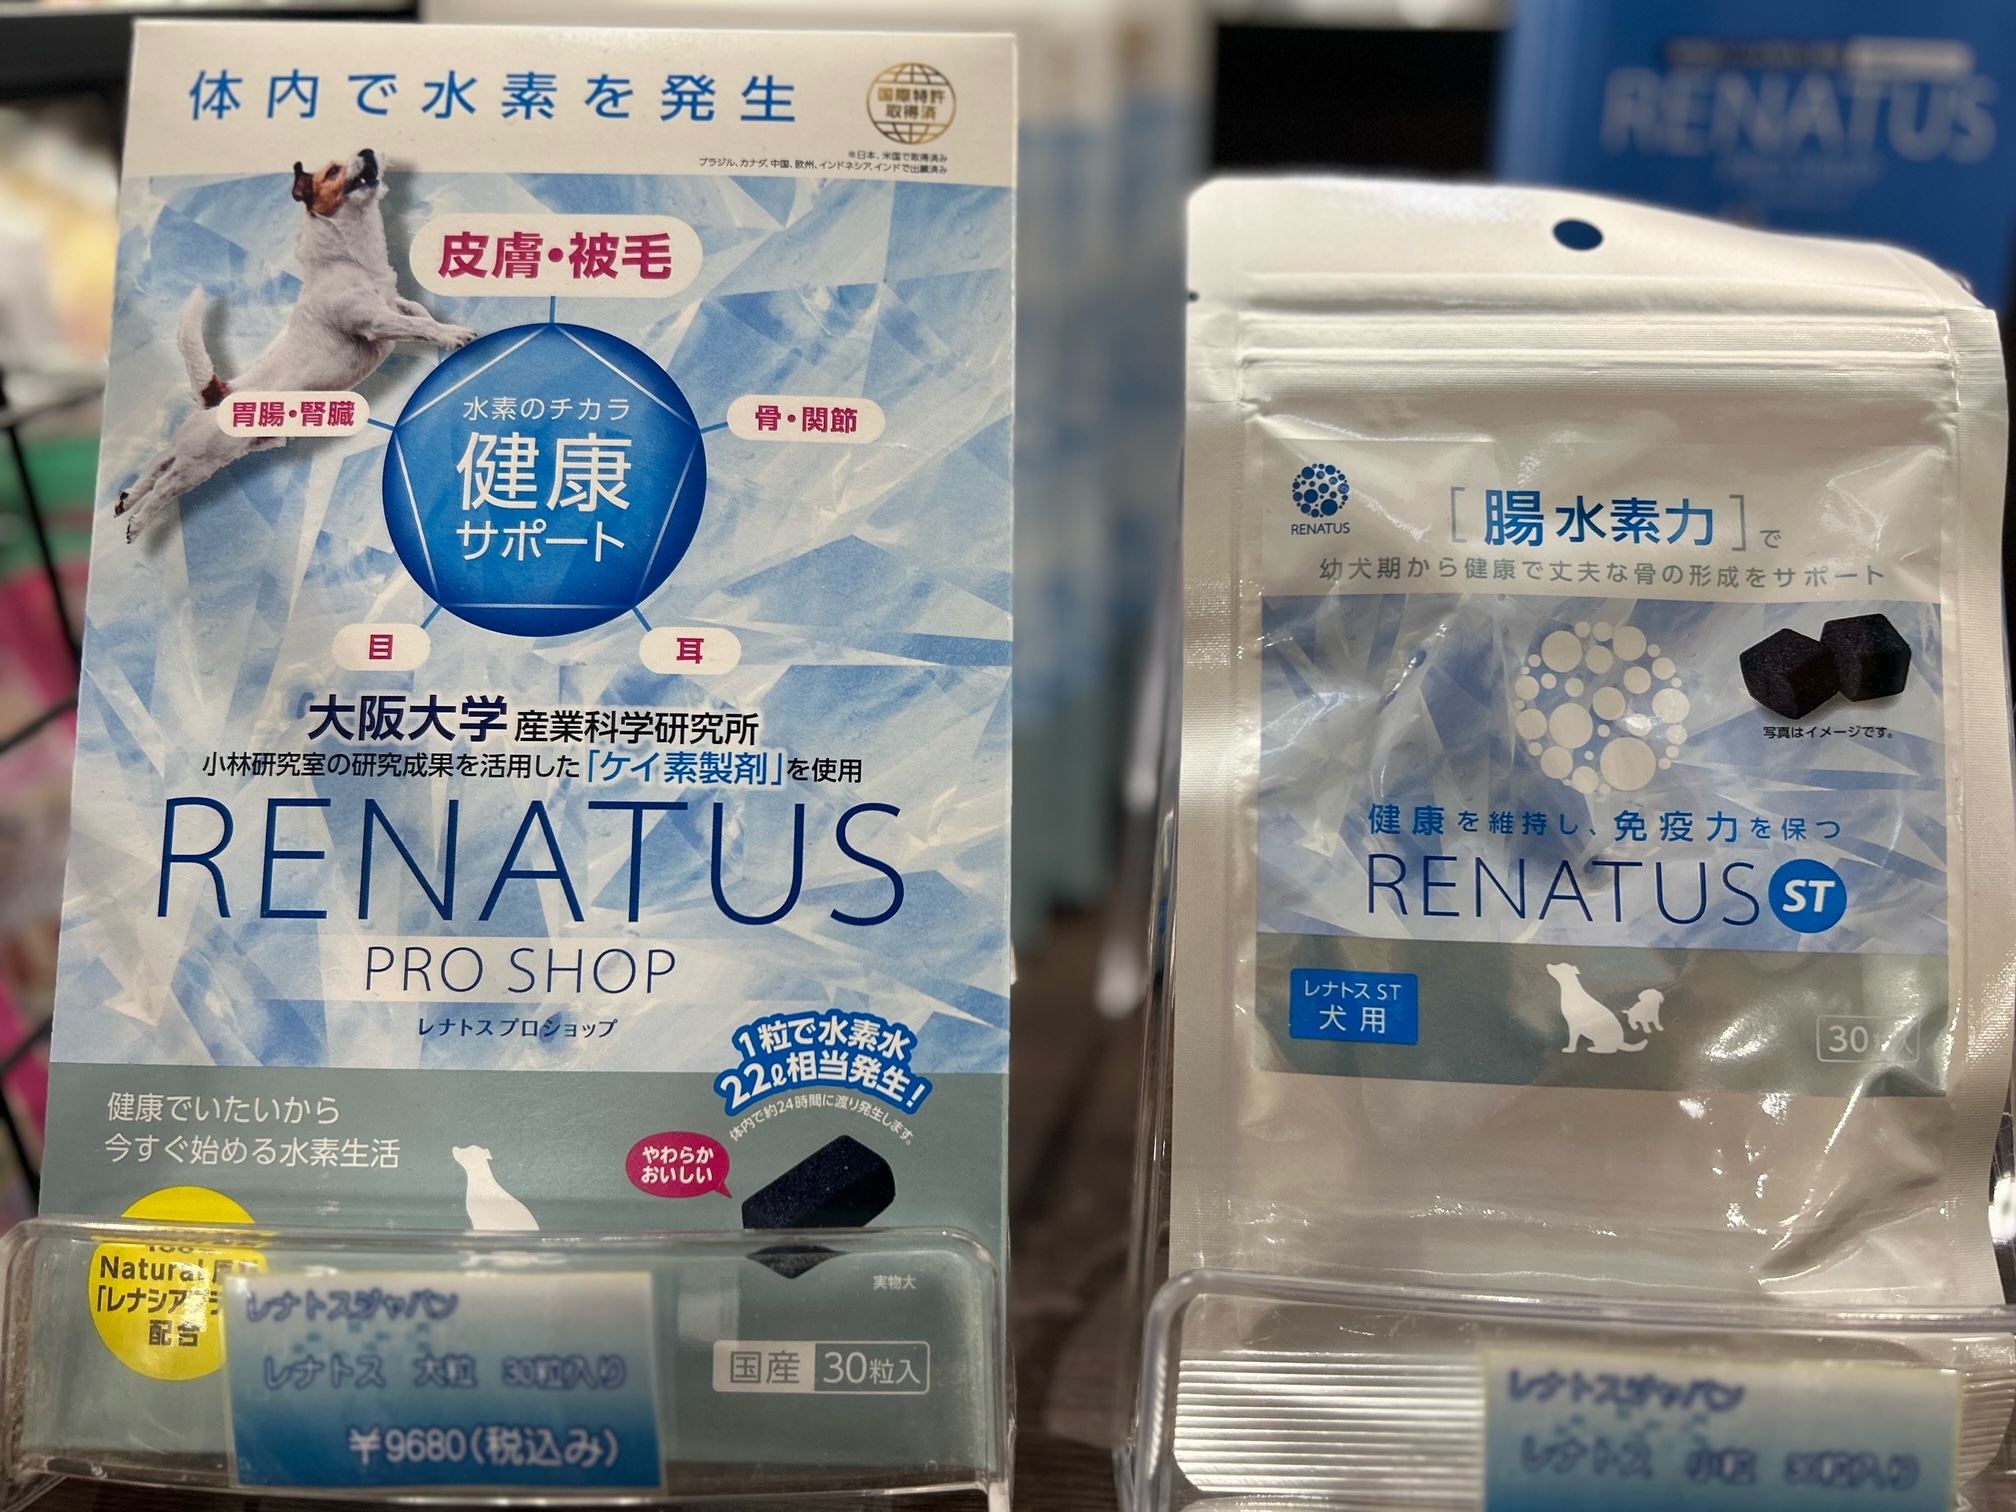 体内で水素を発生
国際特許
取得済
※日本、米国で取得済み
ブラジル、カナダ、中国、欧州、インドネシア、インドで出願済み
皮膚・被毛
胃腸・腎臓
骨・関節
水素のチカラ
健康
サポート
目
耳
大阪大学 産業科学研究所
小林研究室の研究成果を活用した「ケイ素製剤」を使用
RENATUS
PRO SHOP
レナトスプロショップ
1粒で水素水
22ℓ相当発生!
体内で約24時間に渡り発生します。
健康でいたいから
今すぐ始める水素生活
やわらか
おいしい
実物大
Natural
「レナシア
配合
国産 30粒入
レナトスジャパン
レナトス 大粒 30粒入り
¥9680(税込み)
RENATUS
RENATUS
[腸水素力]で
幼犬期から健康で丈夫な骨の形成をサポート
写真はイメージです。
健康を維持し、免疫力を保つ
RENATUS ST
レナトス ST
犬用
30
レナトスジャパン
レナトス 小粒 30粒入り